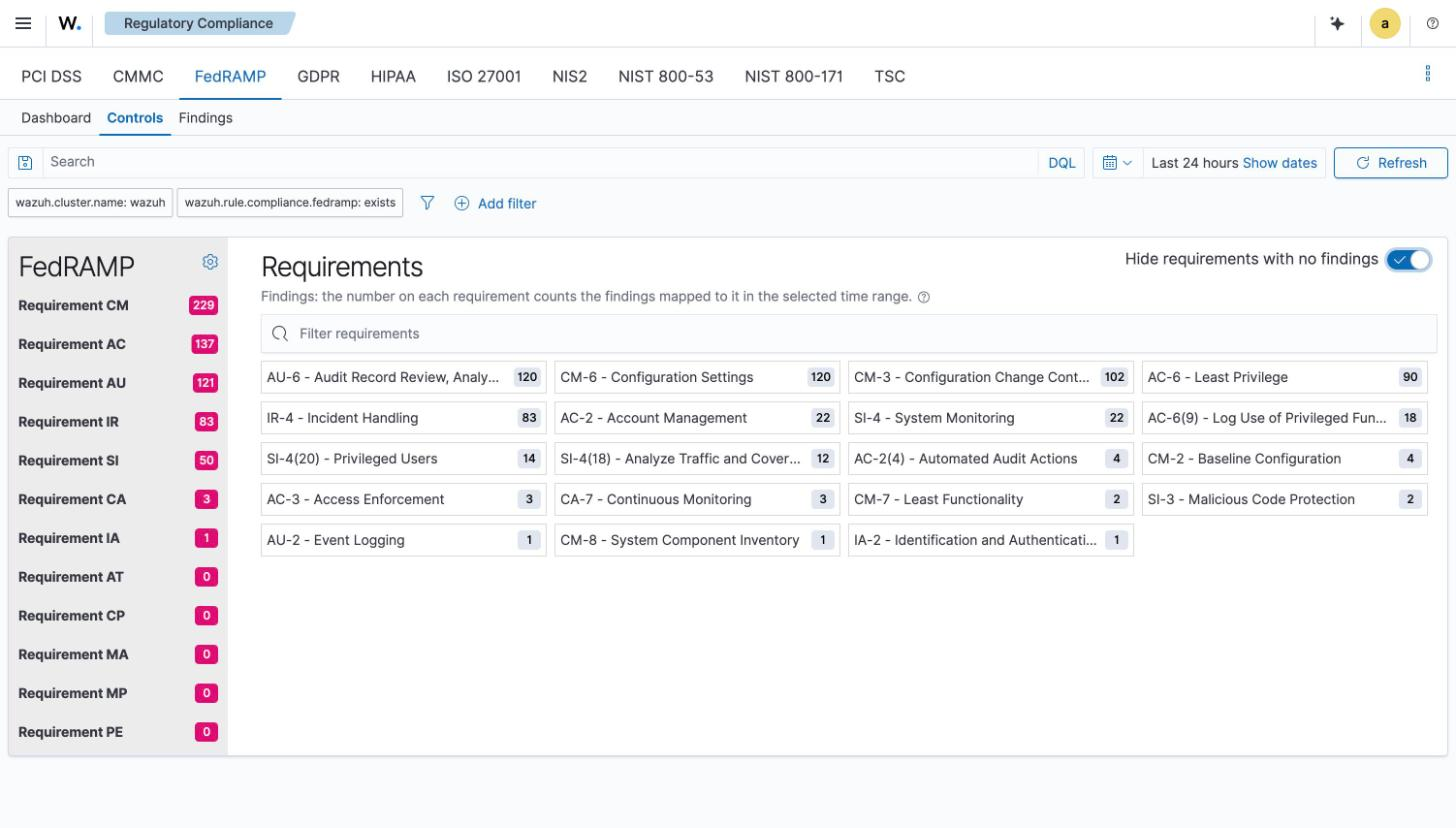 W. Regulatory Compliance a
PCI DSS CMMC FedRAMP GDPR HIPAA ISO 27001 NIS2 NIST 800-53 NIST 800-171 TSC
Dashboard Controls Findings
Search DQL Last 24 hours Show dates Refresh
wazuh.cluster.name: wazuh wazuh.rule.compliance.fedramp: exists Add filter
FedRAMP
Requirement CM 229
Requirement AC 137
Requirement AU 121
Requirement IR 83
Requirement SI 50
Requirement CA 3
Requirement IA 1
Requirement AT 0
Requirement CP 0
Requirement MA 0
Requirement MP 0
Requirement PE 0
Requirements
Hide requirements with no findings
Findings: the number on each requirement counts the findings mapped to it in the selected time range.
Filter requirements
AU-6 - Audit Record Review, Analy... 120 CM-6 - Configuration Settings 120 CM-3 - Configuration Change Cont... 102 AC-6 - Least Privilege 90
IR-4 - Incident Handling 83 AC-2 - Account Management 22 SI-4 - System Monitoring 22 AC-6(9) - Log Use of Privileged Fun... 18
SI-4(20) - Privileged Users 14 SI-4(18) - Analyze Traffic and Cover... 12 AC-2(4) - Automated Audit Actions 4 CM-2 - Baseline Configuration 4
AC-3 - Access Enforcement 3 CA-7 - Continuous Monitoring 3 CM-7 - Least Functionality 2 SI-3 - Malicious Code Protection 2
AU-2 - Event Logging 1 CM-8 - System Component Inventory 1 IA-2 - Identification and Authenticati... 1